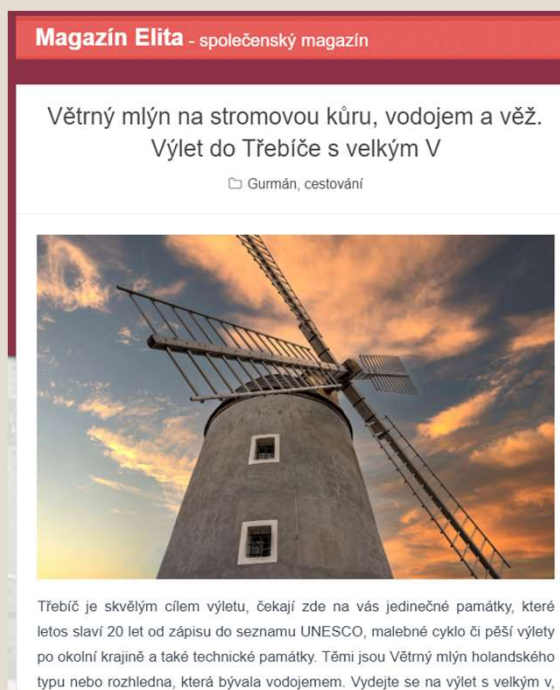 Magazín Elita - společenský magazín
Větrný mlýn na stromovou kůru, vodojem a věž.
Výlet do Třebíče s velkým V
Gurmán, cestování
Třebíč je skvělým cílem výletu, čekají zde na vás jedinečné památky, které
letos slaví 20 let od zápisu do seznamu UNESCO, malebné cyklo či pěší výlety
po okolní krajině a také technické památky. Těmi jsou Větrný mlýn holandského
typu nebo rozhledna, která bývala vodojemem. Vydejte se na výlet s velkým v,